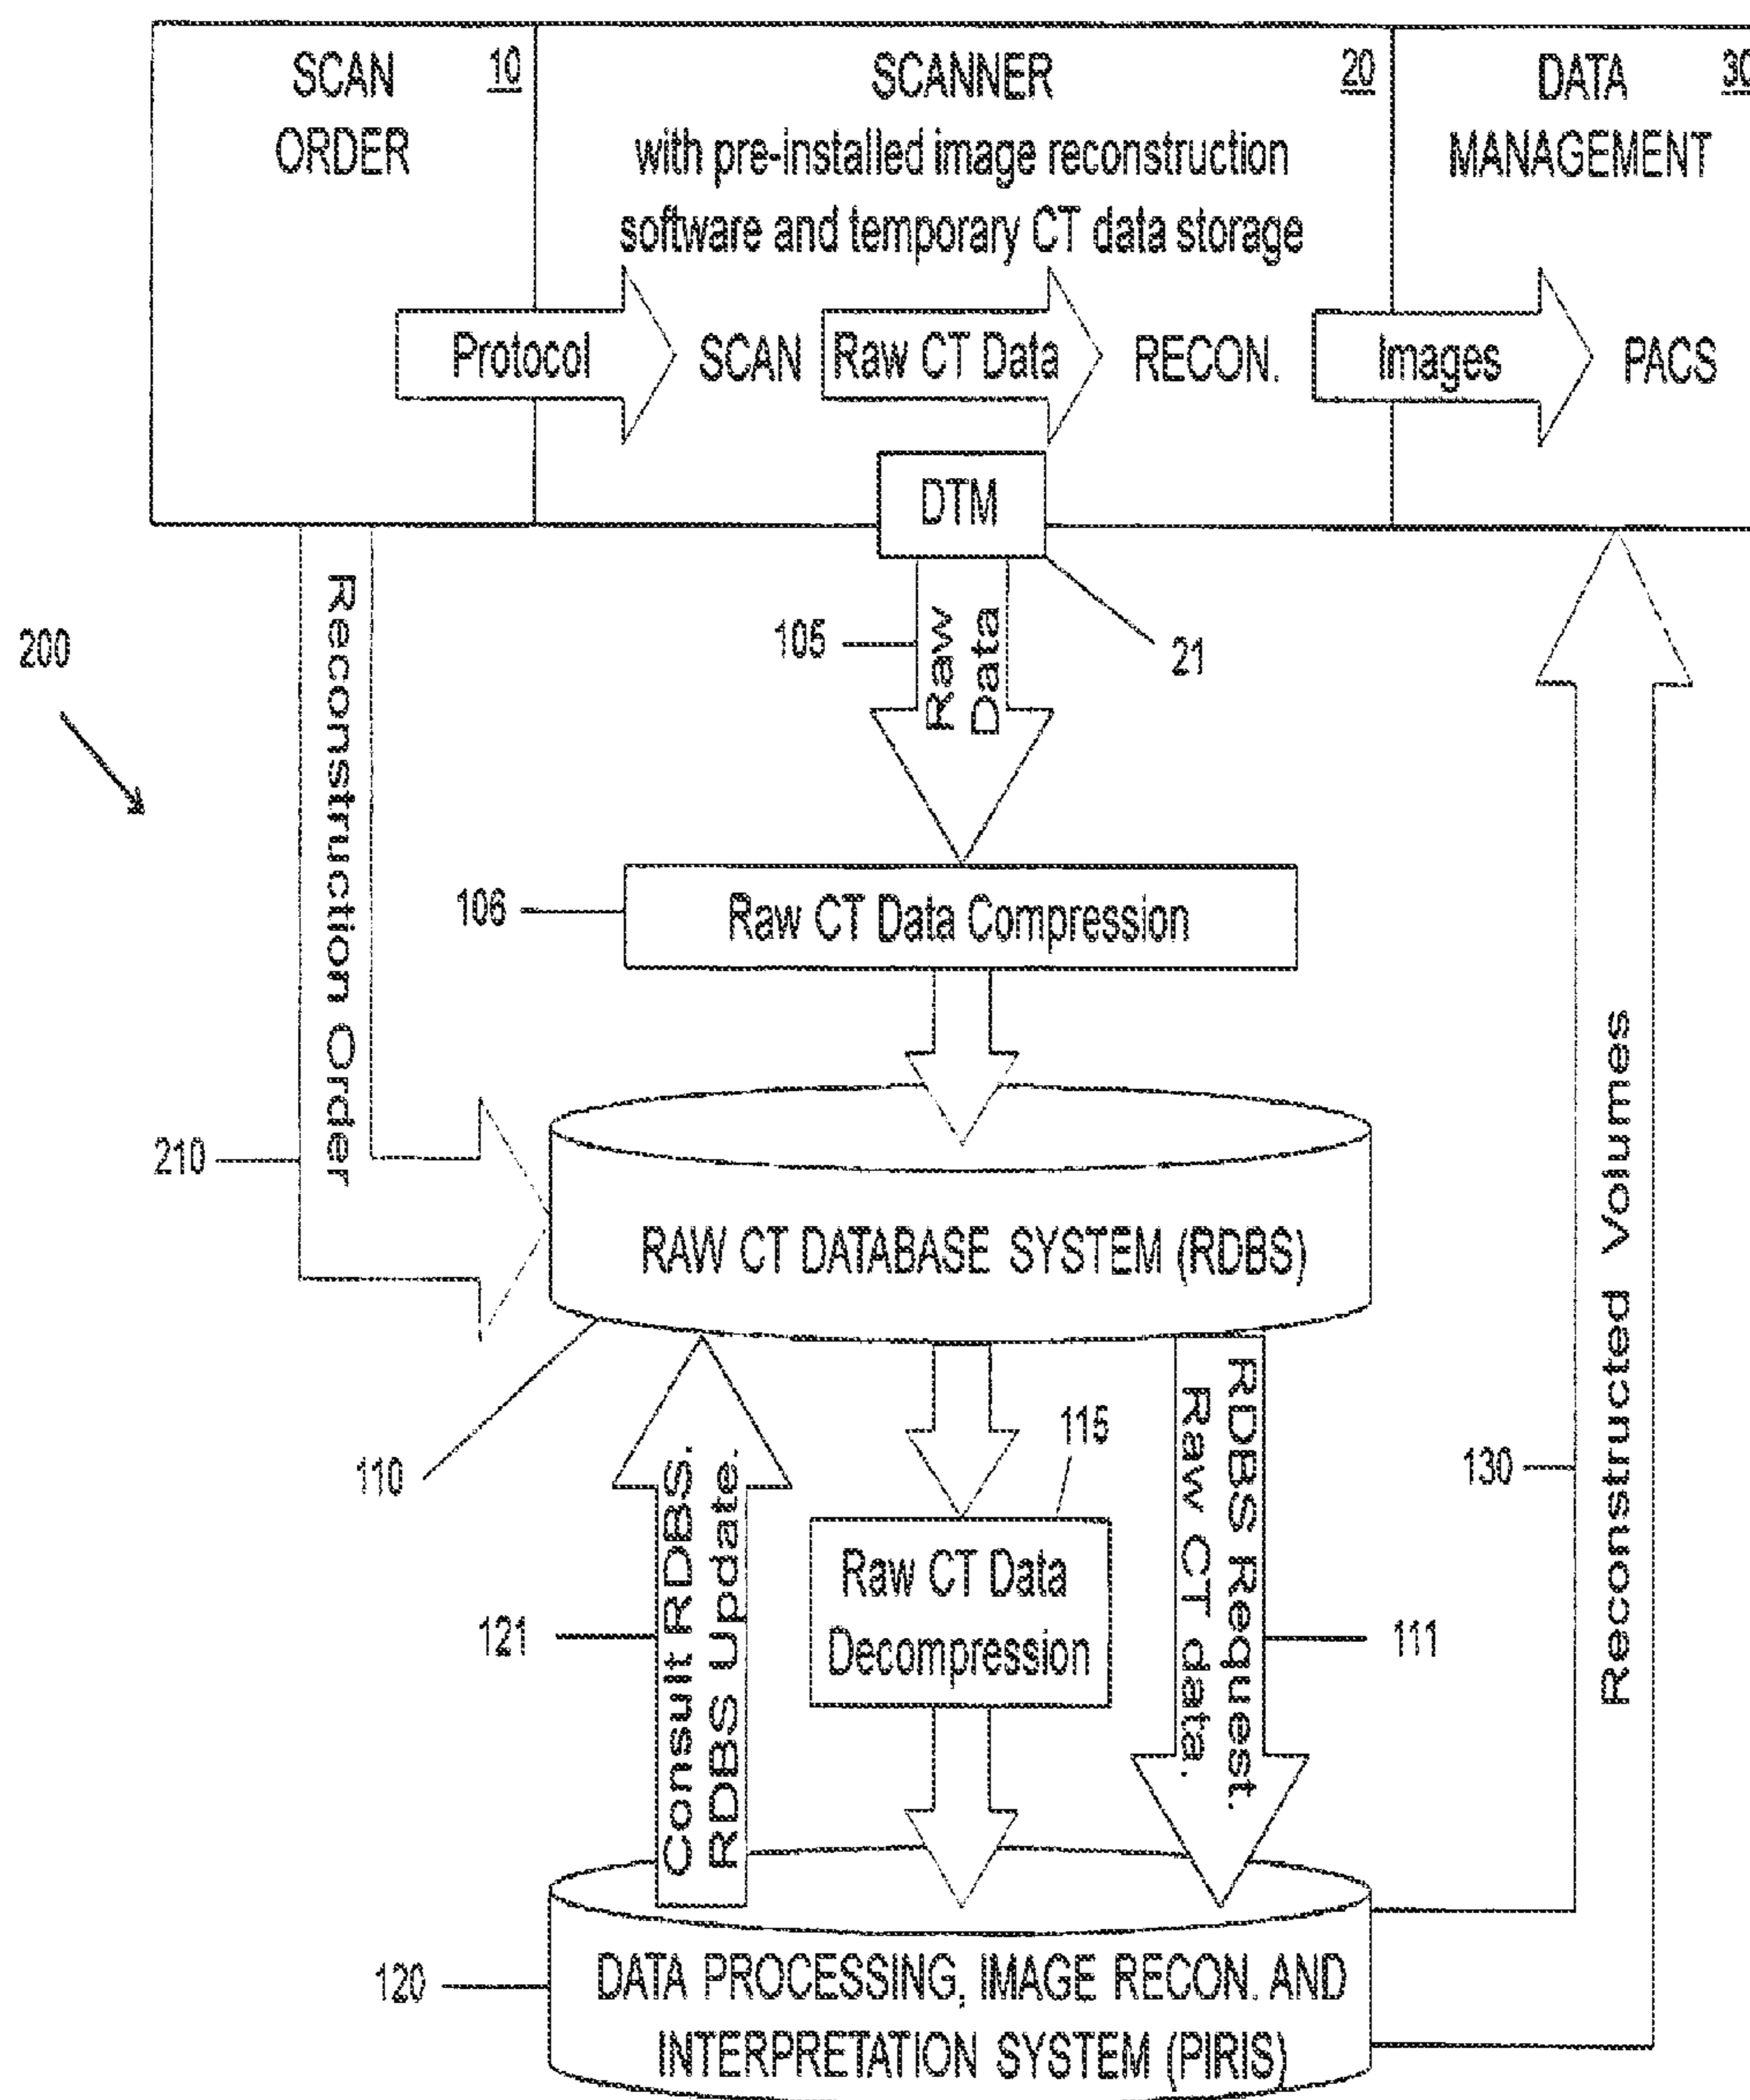 SCAN
ORDER
10
SCANNER
20
with pre-installed image reconstruction
software and temporary CT data storage
DATA
MANAGEMENT
30
Protocol
SCAN
Raw CT Data
RECON.
Images
PACS
DTM
21
Reconstruction Order
105
Raw
Data
200
106
Raw CT Data Compression
210
RAW CT DATABASE SYSTEM (RDBS)
110
Consult RDBS.
RDBS Update.
121
115
Raw CT Data
Decompression
RDBS Request.
Raw CT data.
111
130
Reconstructed Volumes
120
DATA PROCESSING, IMAGE RECON. AND
INTERPRETATION SYSTEM (PIRIS)